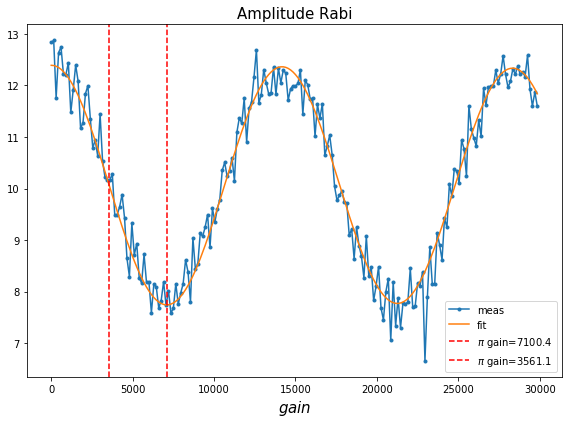 Amplitude Rabi
13
12
11
10
9
8
7
meas
fit
π gain=7100.4
π gain=3561.1
0 5000 10000 15000 20000 25000 30000
gain